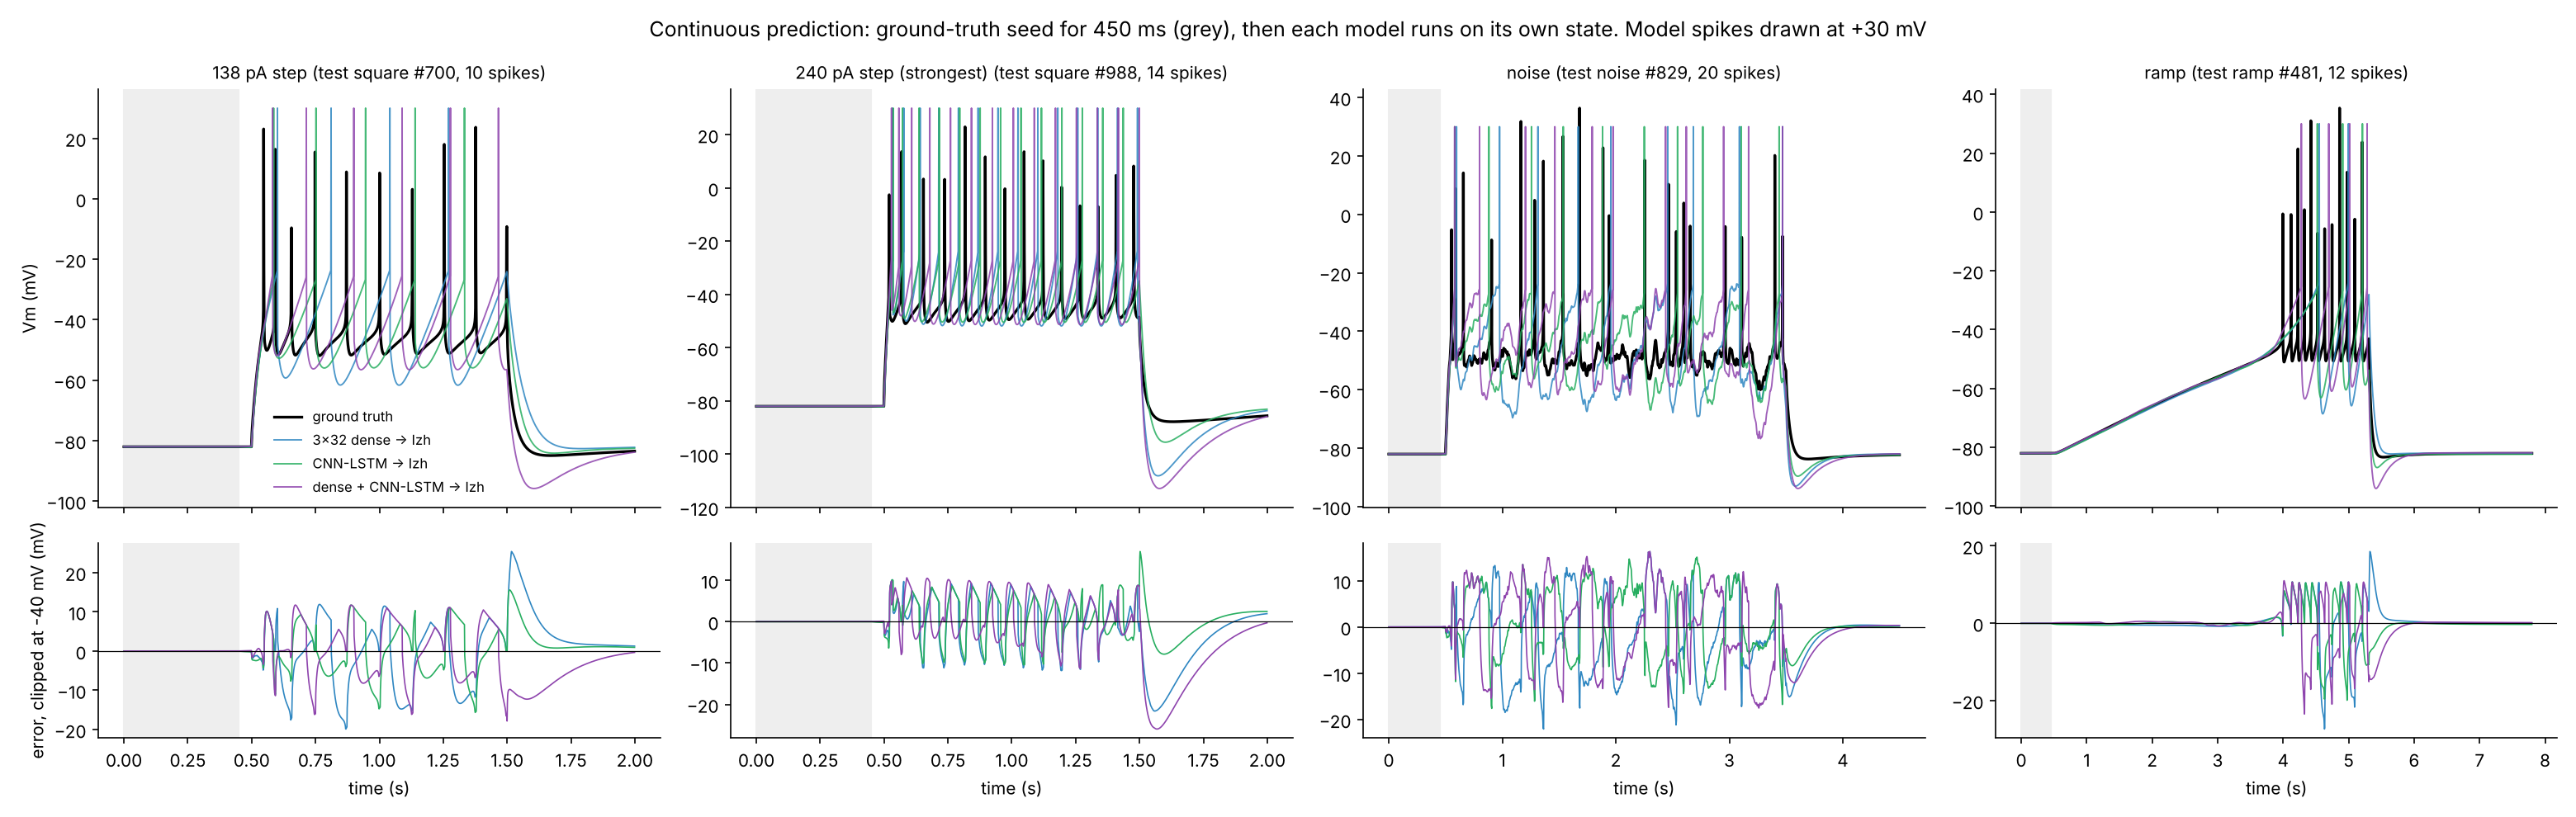 Continuous prediction: ground-truth seed for 450 ms (grey), then each model runs on its own state. Model spikes drawn at +30 mV
138 pA step (test square #700, 10 spikes)
240 pA step (strongest) (test square #988, 14 spikes)
noise (test noise #829, 20 spikes)
ramp (test ramp #481, 12 spikes)
Vm (mV)
20
0
−20
−40
−60
−80
−100
ground truth
3×32 dense → Izh
CNN-LSTM → Izh
dense + CNN-LSTM → Izh
20
0
−20
−40
−60
−80
−100
−120
40
20
0
−20
−40
−60
−80
−100
40
20
0
−20
−40
−60
−80
−100
error, clipped at -40 mV (mV)
20
10
0
−10
−20
0.00 0.25 0.50 0.75 1.00 1.25 1.50 1.75 2.00
time (s)
10
0
−10
−20
0.00 0.25 0.50 0.75 1.00 1.25 1.50 1.75 2.00
time (s)
10
0
−10
−20
0 1 2 3 4
time (s)
20
0
−20
0 1 2 3 4 5 6 7 8
time (s)